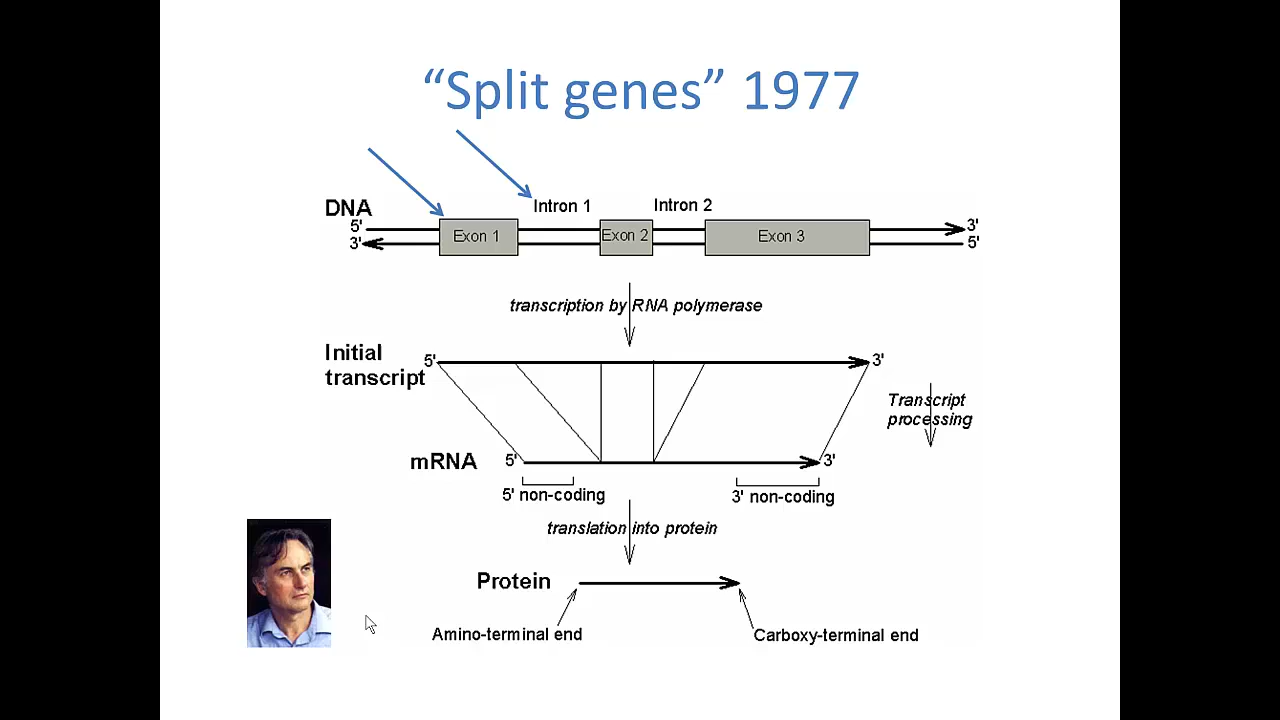 “Split genes” 1977
DNA
Intron 1
Intron 2
5'
3'
3'
5'
Exon 1
Exon 2
Exon 3
transcription by RNA polymerase
Initial
transcript
5'
3'
Transcript
processing
mRNA
5'
3'
5' non-coding
3' non-coding
translation into protein
Protein
Amino-terminal end
Carboxy-terminal end